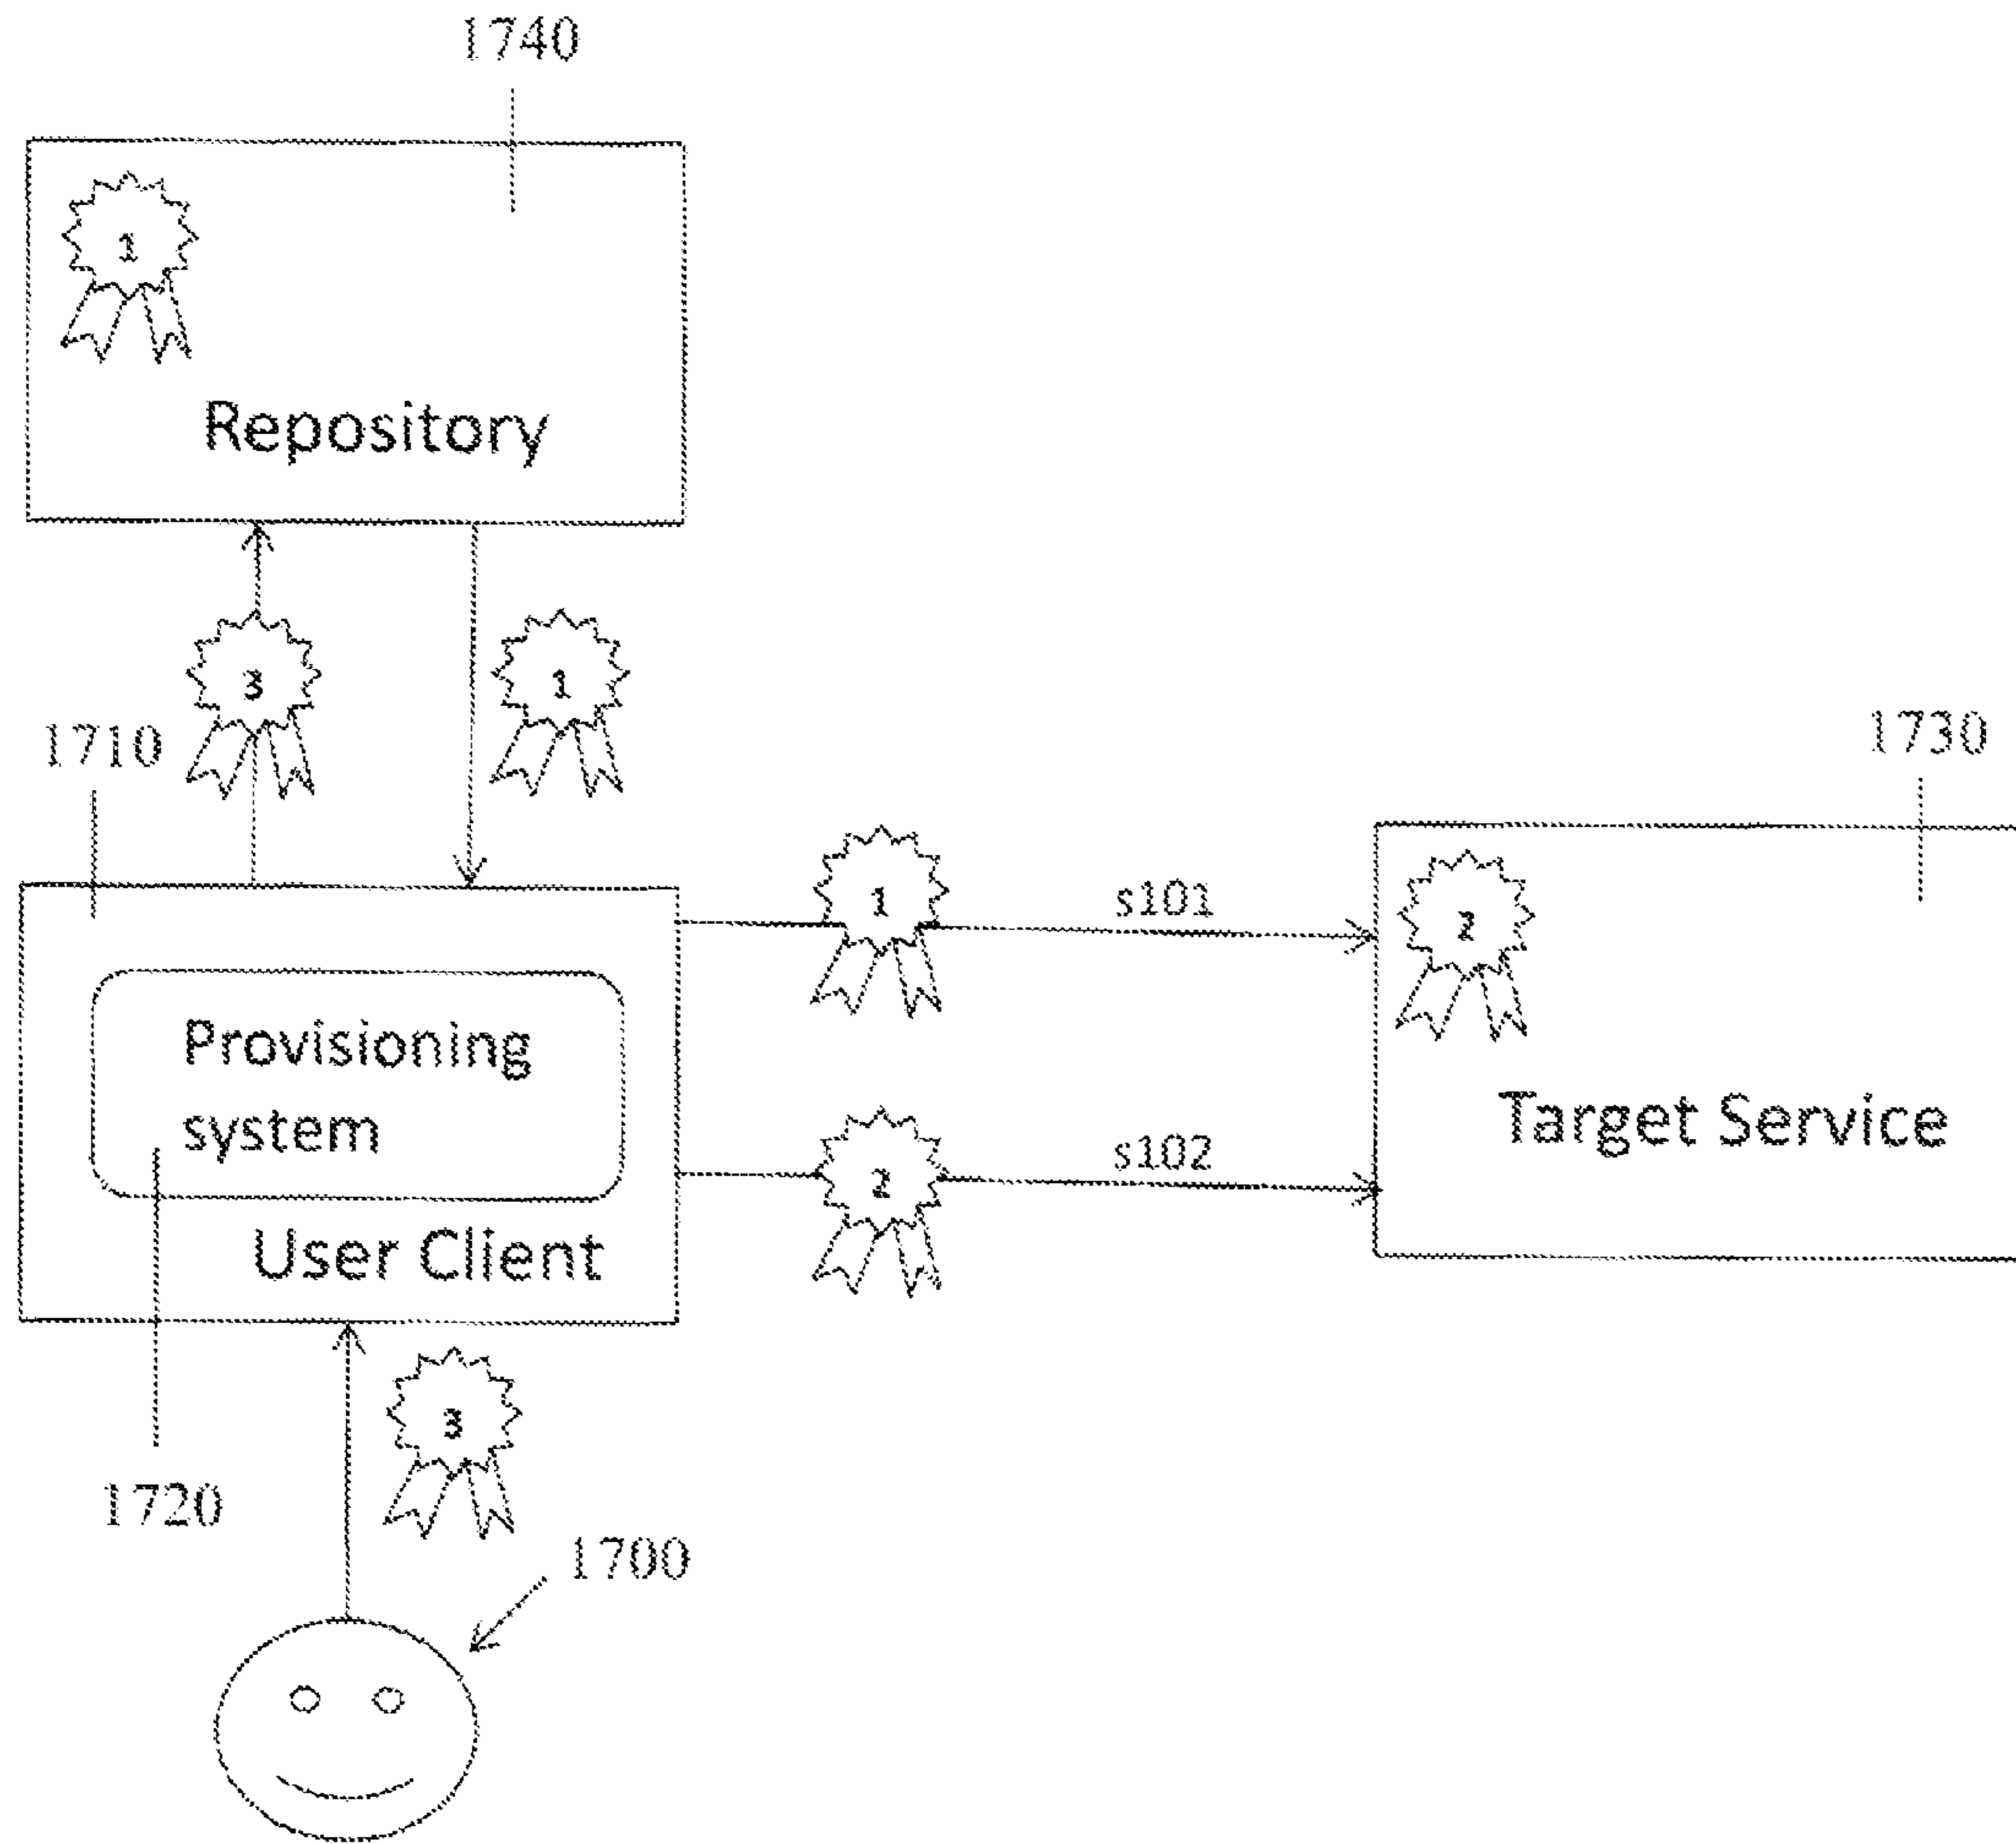 1740
1
Repository
3
1
1710
1730
1
s101
2
Provisioning
system
Target Service
2
s102
User Client
3
1720
1700